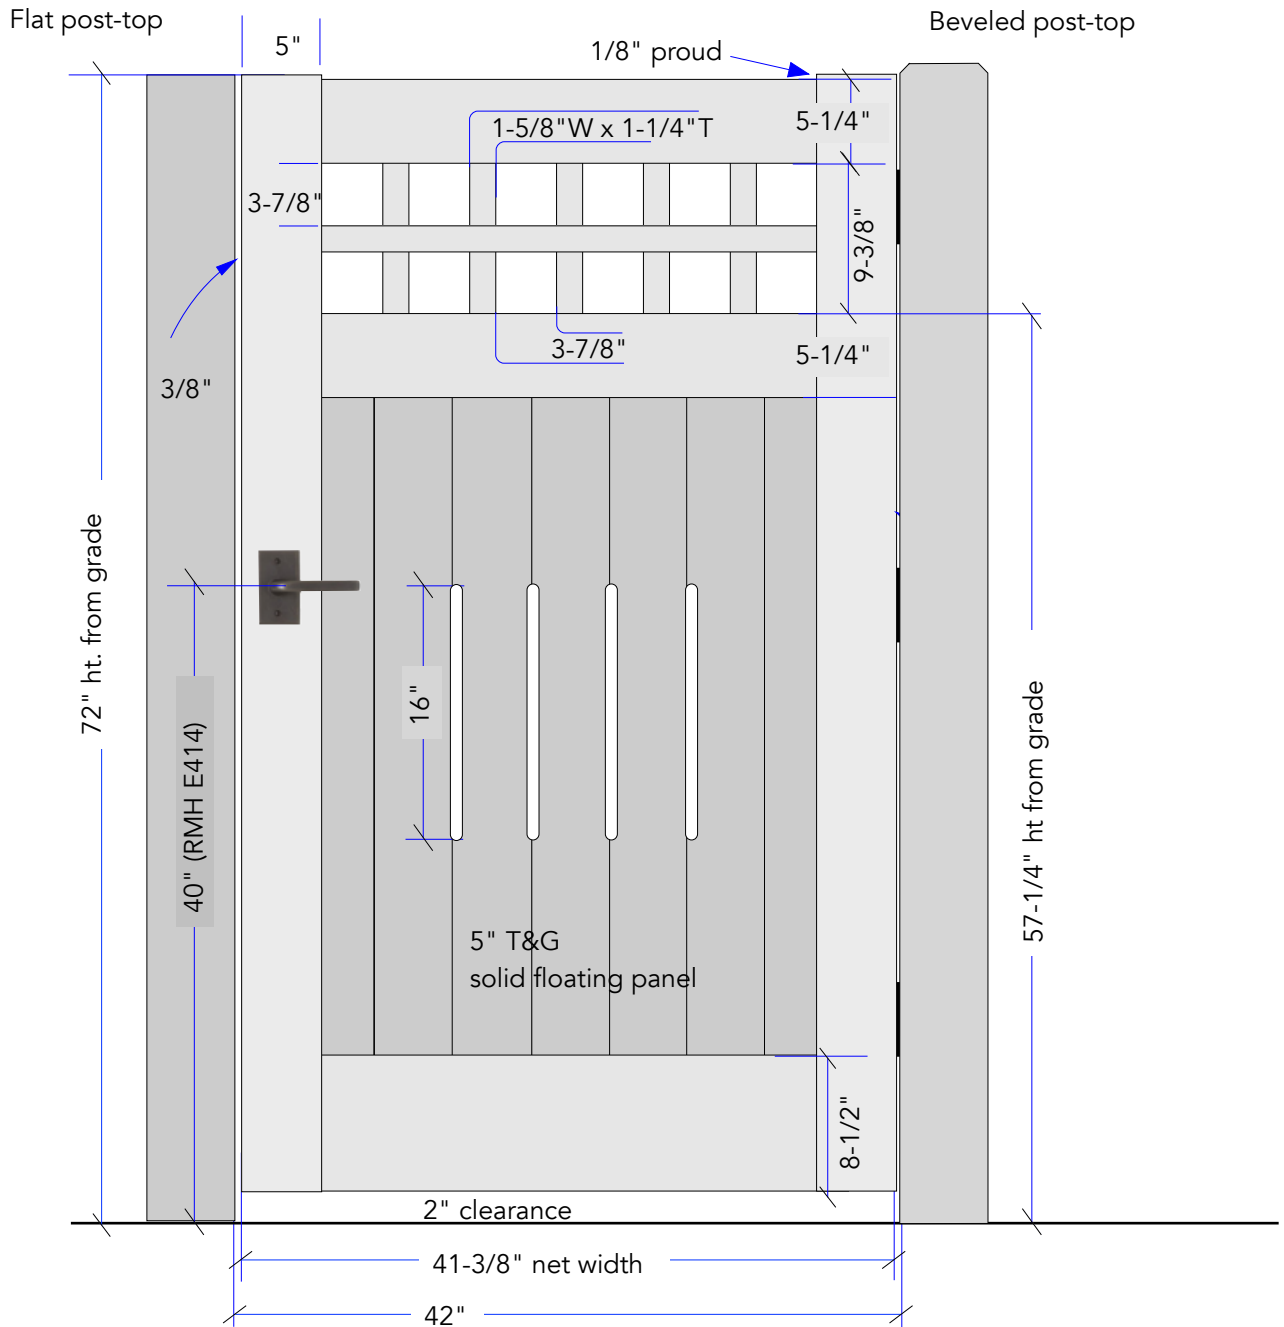 Flat post-top
Beveled post-top
5"
1/8" proud
5-1/4"
1-5/8"W x 1-1/4"T
3-7/8"
9-3/8"
3-7/8"
5-1/4"
3/8"
72" ht. from grade
40" (RMH E414)
16"
57-1/4" ht from grade
5" T&G
solid floating panel
8-1/2"
2" clearance
41-3/8" net width
42"